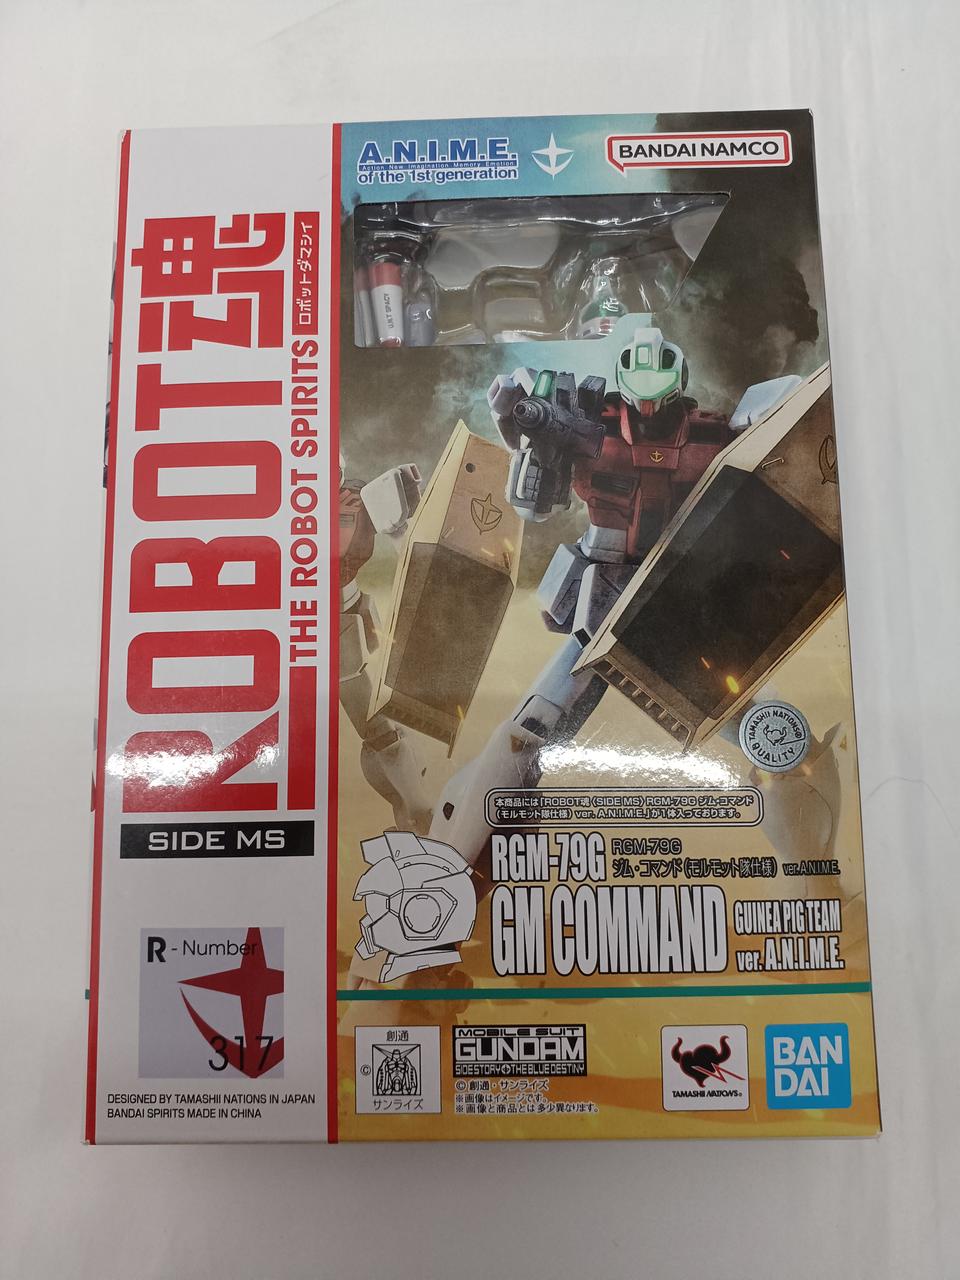 A.N.I.M.E.
Action New Imagination Memory Emotion
of the 1st generation
BANDAI NAMCO
ROBOT魂
ロボットダマシイ
THE ROBOT SPIRITS
U.N.T SPACY
SIDE MS
TAMASHII NATIONS®
QUALITY
本商品には「ROBOT魂〈SIDE MS〉RGM-79G ジム・コマンド
（モルモット隊仕様）ver. A.N.I.M.E.」が1体入っております。
RGM-79G
RGM-79G
ジム・コマンド（モルモット隊仕様） ver. A.N.I.M.E.
GM COMMAND
GUINEA PIG TEAM
ver. A.N.I.M.E.
R - Number
317
DESIGNED BY TAMASHII NATIONS IN JAPAN
BANDAI SPIRITS MADE IN CHINA
創通
©
サンライズ
MOBILE SUIT
GUNDAM
SIDE STORY THE BLUE DESTINY
© 創通・サンライズ
※画像はイメージです。
※画像と商品とは多少異なります。
TAMASHII NATIONS®
BAN
DAI